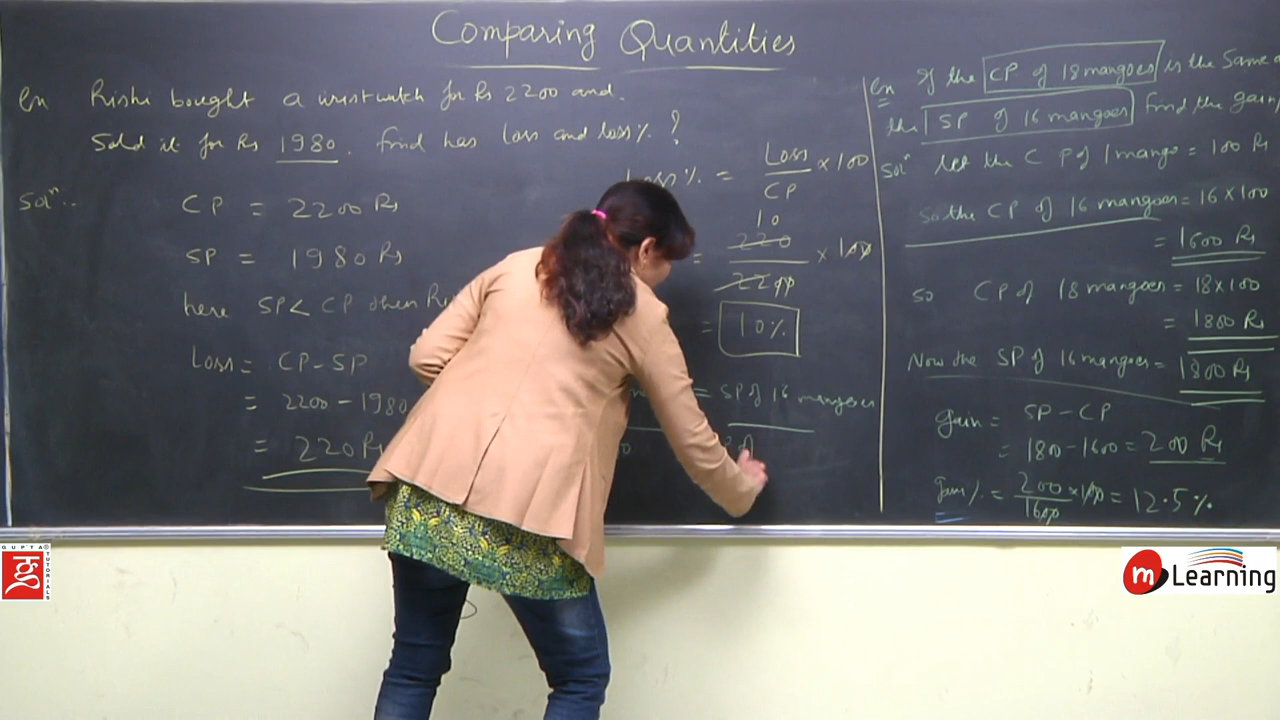 Comparing Quantities
En Rishi bought a wristwatch for Rs 2200 and
Sold it for Rs 1980. Find has loss and loss% ?
Solⁿ..
CP = 2200 Rs
SP = 1980 Rs
here SP < CP then
Loss = CP - SP
= 2200 - 1980
= 220 Rs
Loss% = Loss/CP × 100
10
= 220/2200 × 100
= 10%
= SP of 16 mangoes
En If the CP of 18 mangoes is the Same
the SP of 16 mangoes Find the gain
Solⁿ let the C P of 1 mango = 100 Rs
So the CP of 16 mangoes = 16 × 100
= 1600 Rs
so CP of 18 mangoes = 18 × 100
= 1800 Rs
Now the SP of 16 mangoes = 1800 Rs
Gain = SP - CP
= 1800 - 1600 = 200 Rs
Gain% = 200/1600 × 100 = 12.5%
GUPTA TUTORIALS
m Learning